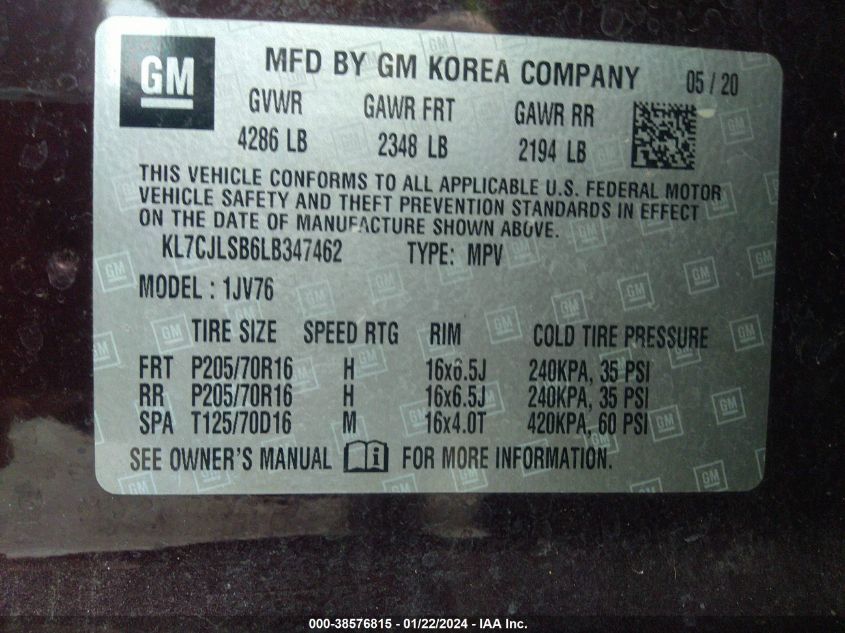 GM
MFD BY GM KOREA COMPANY 05 / 20
GVWR GAWR FRT GAWR RR
4286 LB 2348 LB 2194 LB
THIS VEHICLE CONFORMS TO ALL APPLICABLE U.S. FEDERAL MOTOR
VEHICLE SAFETY AND THEFT PREVENTION STANDARDS IN EFFECT
ON THE DATE OF MANUFACTURE SHOWN ABOVE.
KL7CJLSB6LB347462 TYPE: MPV
MODEL : 1JV76
TIRE SIZE SPEED RTG RIM COLD TIRE PRESSURE
FRT P205/70R16 H 16x6.5J 240KPA, 35 PSI
RR P205/70R16 H 16x6.5J 240KPA, 35 PSI
SPA T125/70D16 M 16x4.0T 420KPA, 60 PSI
SEE OWNER'S MANUAL i FOR MORE INFORMATION.
000-38576815 - 01/22/2024 - IAA Inc.